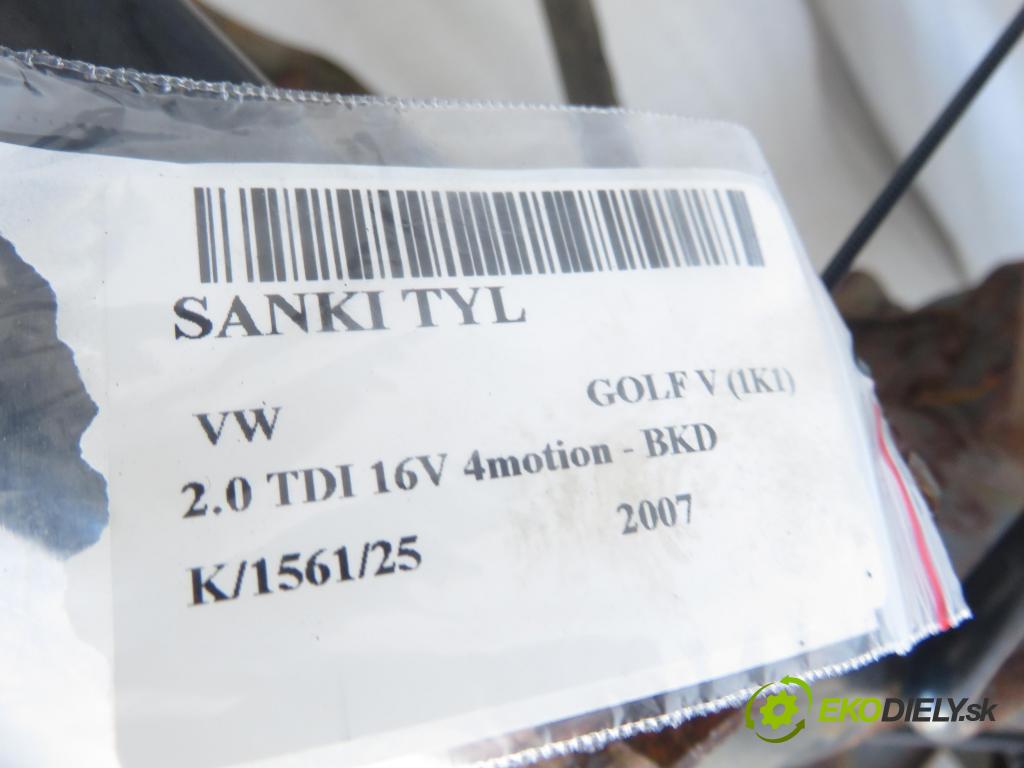 SANKI TYL
VW GOLF V (1K1)
2.0 TDI 16V 4motion - BKD
K/1561/25 2007
EKODIELY.sk